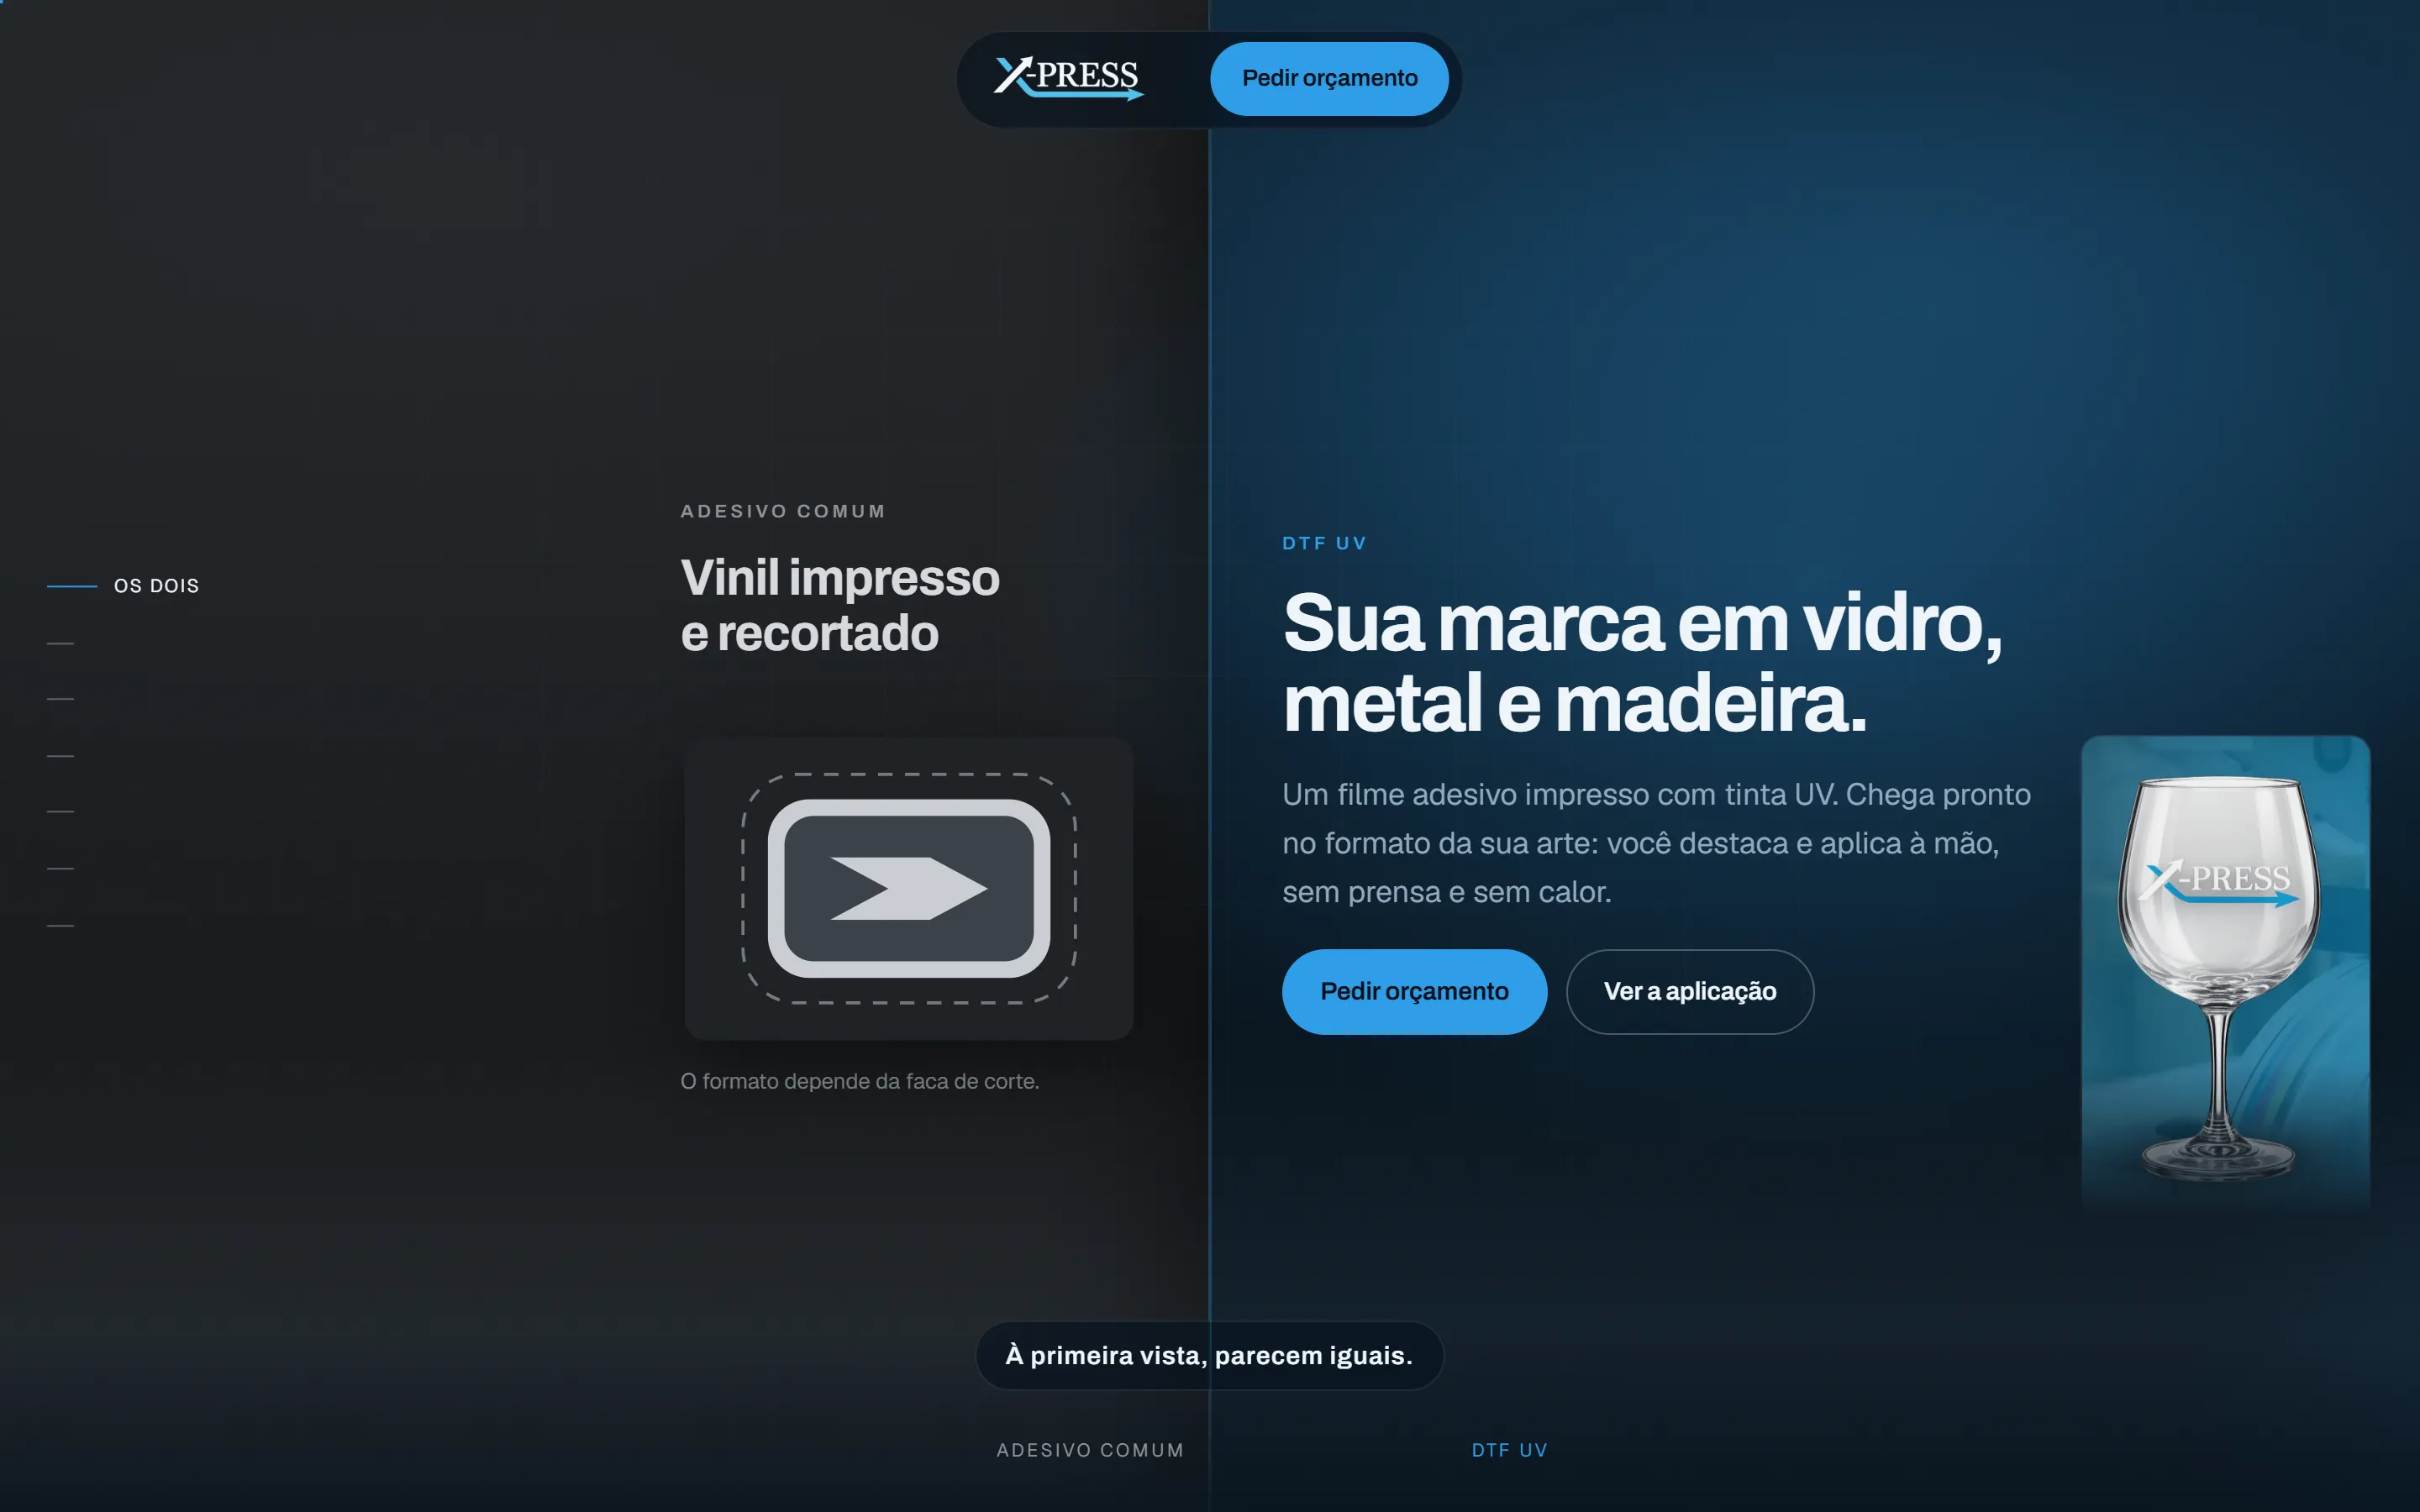 X-PRESS
Pedir orçamento
OS DOIS
ADESIVO COMUM
Vinil impresso
e recortado
O formato depende da faca de corte.
DTF UV
Sua marca em vidro,
metal e madeira.
Um filme adesivo impresso com tinta UV. Chega pronto
no formato da sua arte: você destaca e aplica à mão,
sem prensa e sem calor.
Pedir orçamento
Ver a aplicação
X-PRESS
À primeira vista, parecem iguais.
ADESIVO COMUM
DTF UV